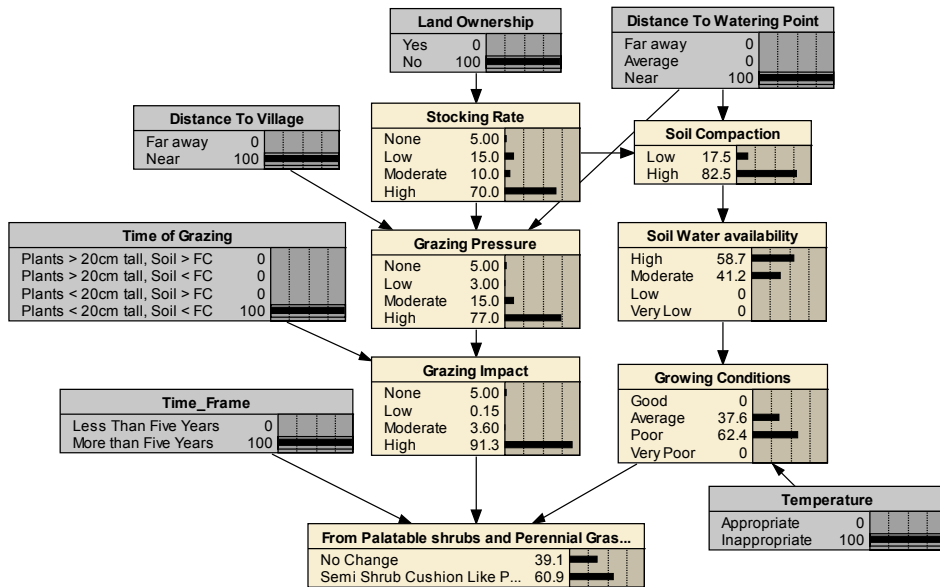 Land Ownership
Yes 0
No 100
Distance To Watering Point
Far away 0
Average 0
Near 100
Distance To Village
Far away 0
Near 100
Stocking Rate
None 5.00
Low 15.0
Moderate 10.0
High 70.0
Soil Compaction
Low 17.5
High 82.5
Time of Grazing
Plants > 20cm tall, Soil > FC 0
Plants > 20cm tall, Soil < FC 0
Plants < 20cm tall, Soil > FC 0
Plants < 20cm tall, Soil < FC 100
Grazing Pressure
None 5.00
Low 3.00
Moderate 15.0
High 77.0
Soil Water availability
High 58.7
Moderate 41.2
Low 0
Very Low 0
Time_Frame
Less Than Five Years 0
More than Five Years 100
Grazing Impact
None 5.00
Low 0.15
Moderate 3.60
High 91.3
Growing Conditions
Good 0
Average 37.6
Poor 62.4
Very Poor 0
Temperature
Appropriate 0
Inappropriate 100
From Palatable shrubs and Perennial Gras...
No Change 39.1
Semi Shrub Cushion Like P... 60.9